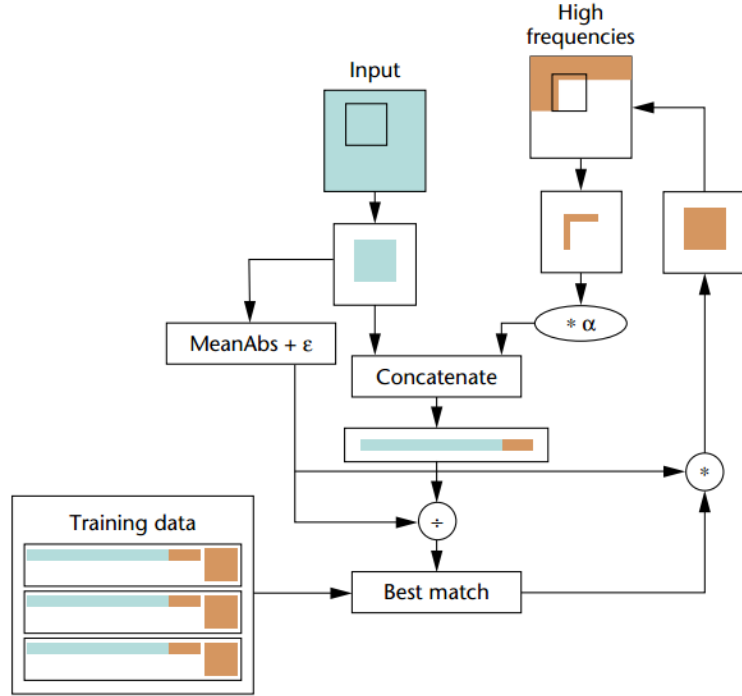 High
frequencies
Input
* α
MeanAbs + ε
Concatenate
*
Training data
÷
Best match